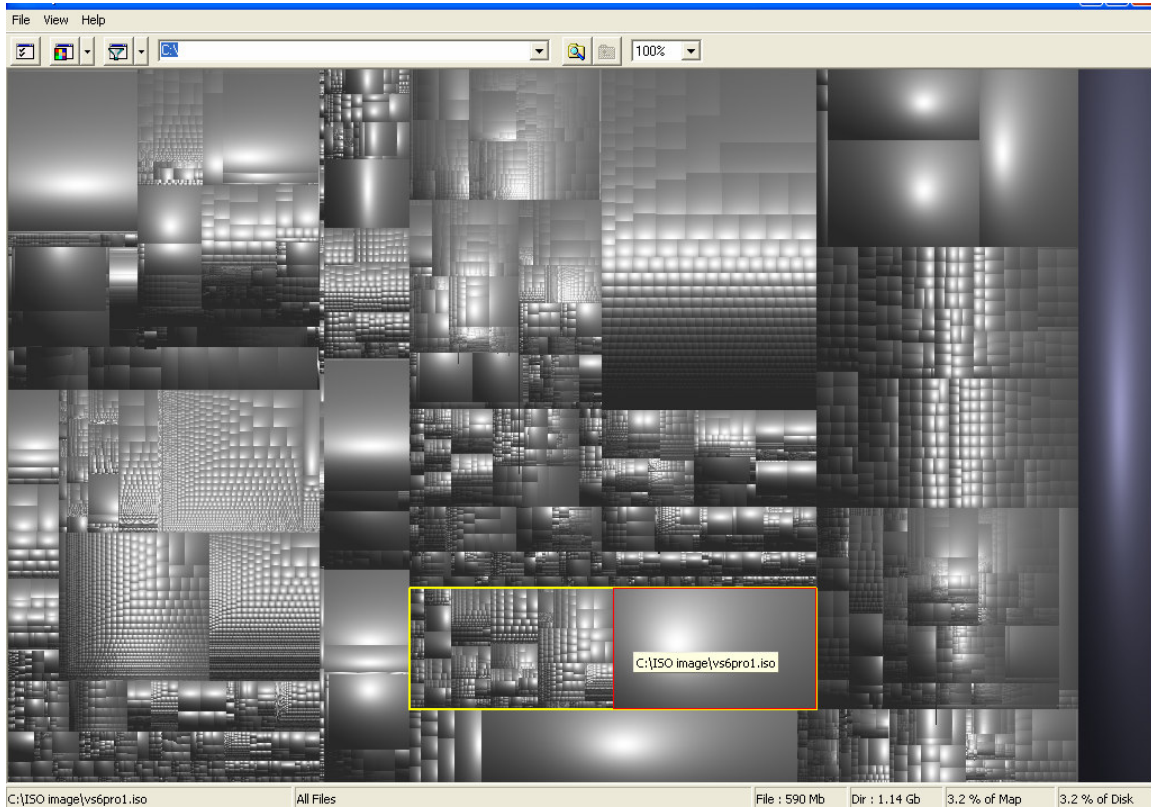 File View Help
C:\ 100%
C:\ISO image\vs6pro1.iso
C:\ISO image\vs6pro1.iso All Files File : 590 Mb Dir : 1.14 Gb 3.2 % of Map 3.2 % of Disk